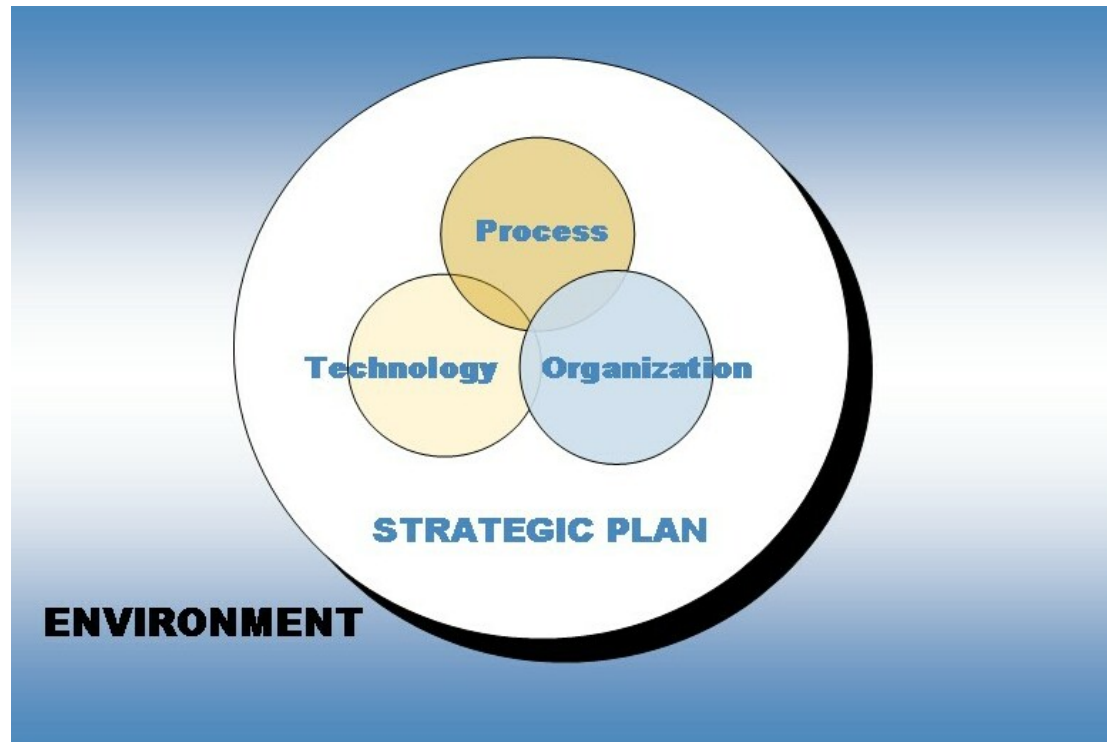 Process
Technology
Organization
STRATEGIC PLAN
ENVIRONMENT